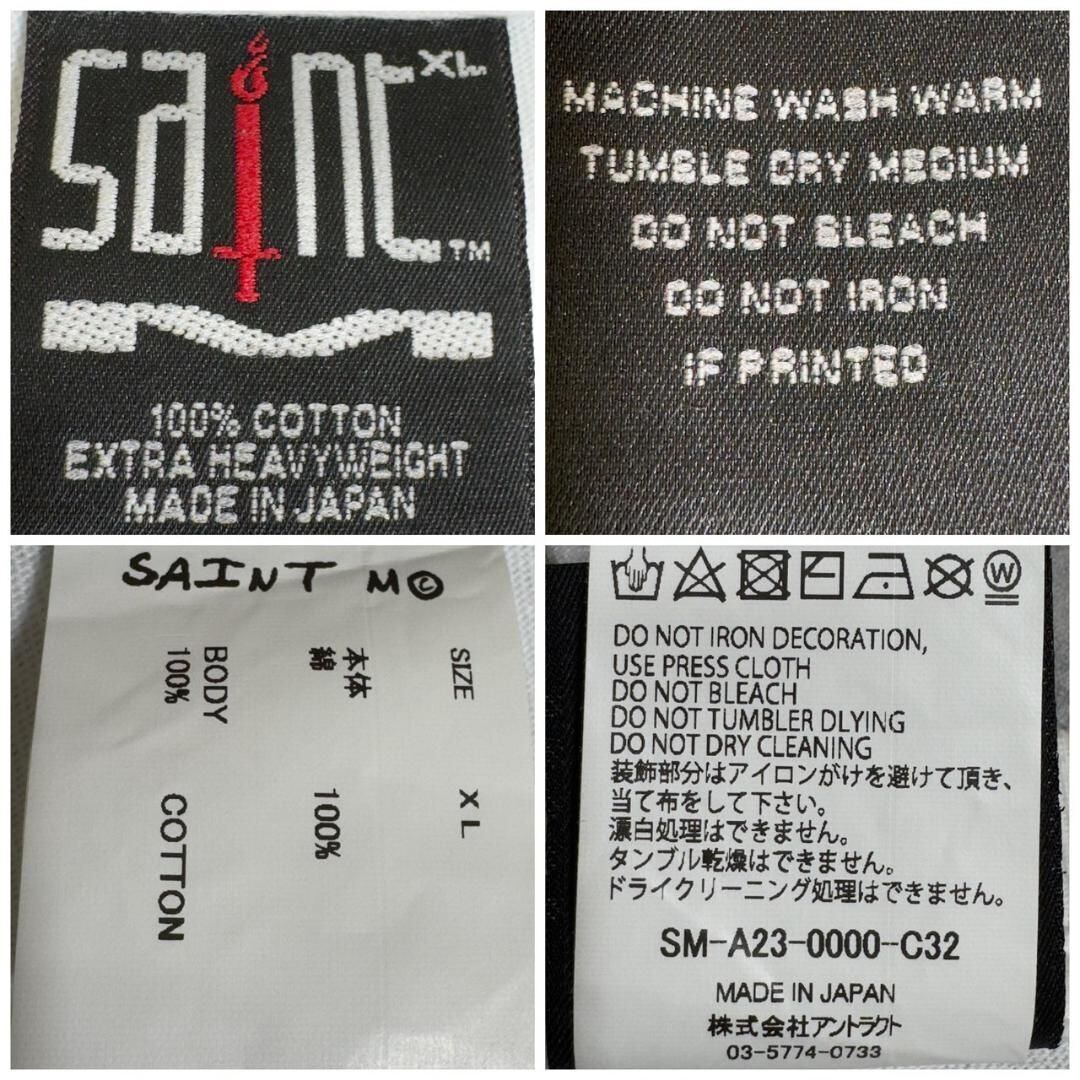 saint XL
TM
100% COTTON
EXTRA HEAVYWEIGHT
MADE IN JAPAN
MACHINE WASH WARM
TUMBLE DRY MEDIUM
DO NOT BLEACH
DO NOT IRON
IF PRINTED
SAINT M©
SIZE XL
本体
綿 100%
BODY
100% COTTON
W
DO NOT IRON DECORATION,
USE PRESS CLOTH
DO NOT BLEACH
DO NOT TUMBLER DLYING
DO NOT DRY CLEANING
装飾部分はアイロンがけを避けて頂き、
当て布をして下さい。
漂白処理はできません。
タンブル乾燥はできません。
ドライクリーニング処理はできません。
SM-A23-0000-C32
MADE IN JAPAN
株式会社アントラクト
03-5774-0733